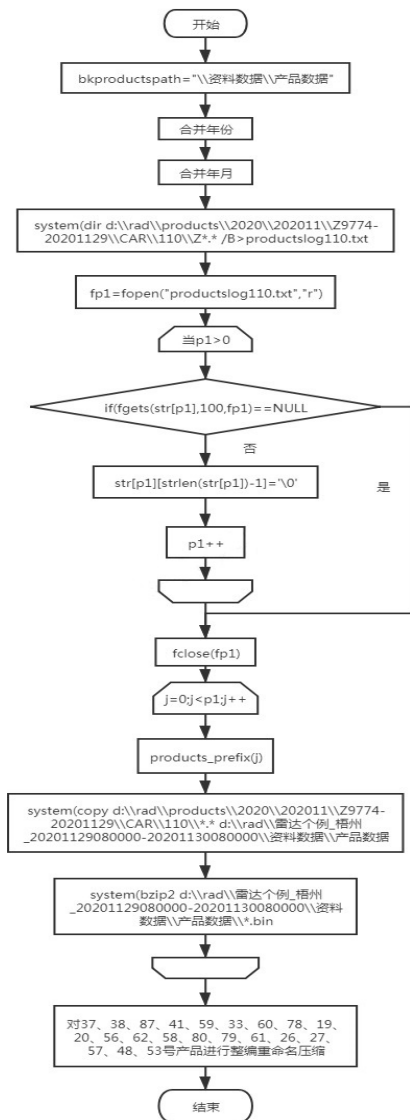 开始
bkproductspath="\\资料数据\\产品数据"
合并年份
合并年月
system(dir d:\\rad\\products\\2020\\202011\\Z9774-
20201129\\CAR\\110\\Z*.* /B>productslog110.txt
fp1=fopen("productslog110.txt","r")
当p1>0
if(fgets(str[p1],100,fp1)==NULL
否
是
str[p1][strlen(str[p1])-1]='\0'
p1++
fclose(fp1)
j=0;j<p1;j++
products_prefix(j)
system(copy d:\\rad\\products\\2020\\202011\\Z9774-
20201129\\CAR\\110\\*.* d:\\rad\\雷达个例_梧州
_20201129080000-20201130080000\\资料数据\\产品数据
system(bzip2 d:\\rad\\雷达个例_梧州
_20201129080000-20201130080000\\资料
数据\\产品数据\\*.bin
对37、38、87、41、59、33、60、78、19、
20、56、62、58、80、79、61、26、27、
57、48、53号产品进行整编重命名压缩
结束